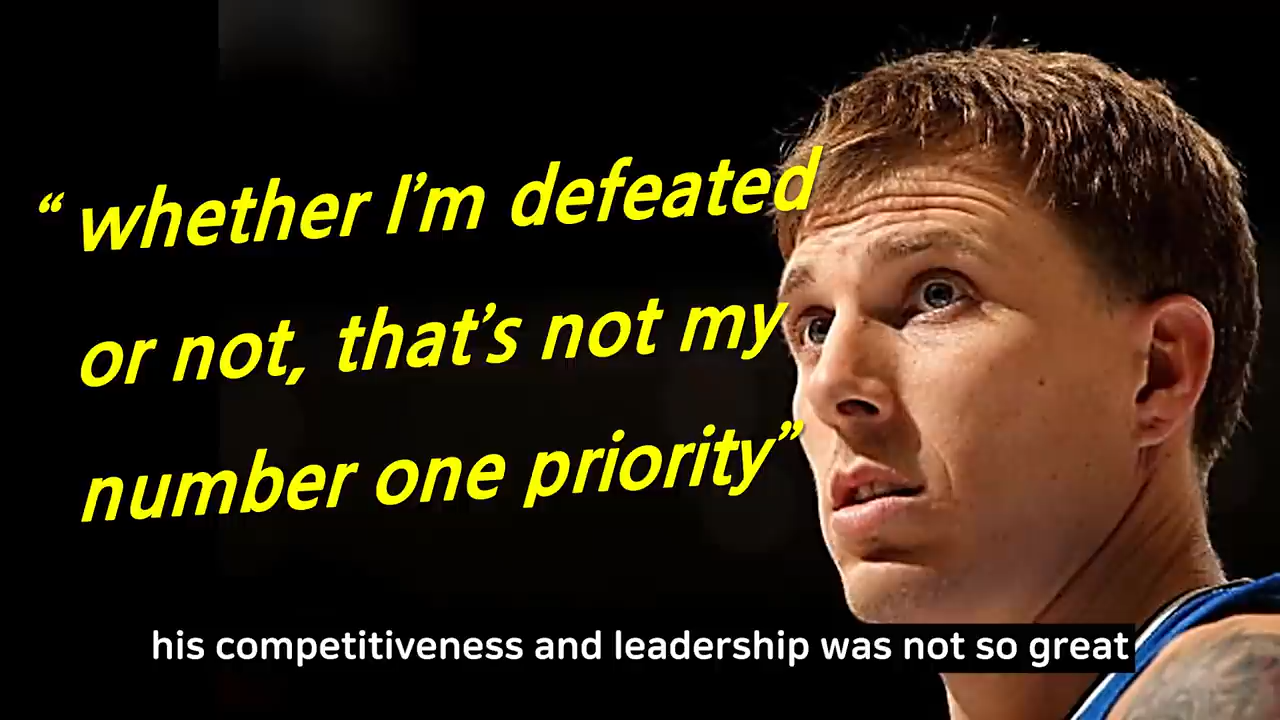 “ whether I’m defeated
or not, that’s not my
number one priority”
his competitiveness and leadership was not so great